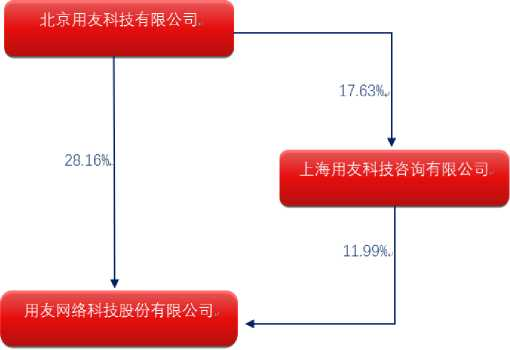 北京用友科技有限公司
17.63%
28.16%
上海用友科技咨询有限公司
11.99%
用友网络科技股份有限公司